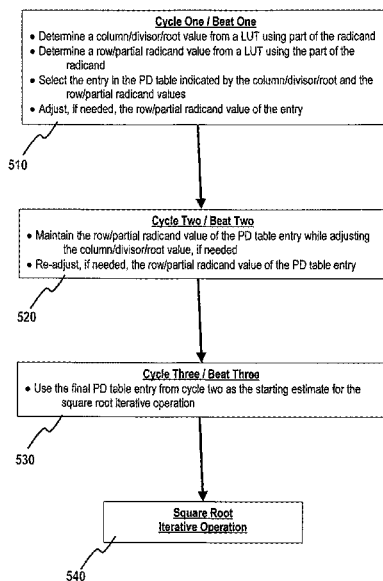 Cycle One / Beat One
• Determine a column/divisor/root value from a LUT using part of the radicand
• Determine a row/partial radicand value from a LUT using the part of the
radicand
• Select the entry in the PD table indicated by the column/divisor/root and the
row/partial radicand values
• Adjust, if needed, the row/partial radicand value of the entry
510
Cycle Two / Beat Two
• Maintain the row/partial radicand value of the PD table entry while adjusting
the column/divisor/root value, if needed
• Re-adjust, if needed, the row/partial radicand value of the PD table entry
520
Cycle Three / Beat Three
• Use the final PD table entry from cycle two as the starting estimate for the
square root iterative operation
530
Square Root
Iterative Operation
540